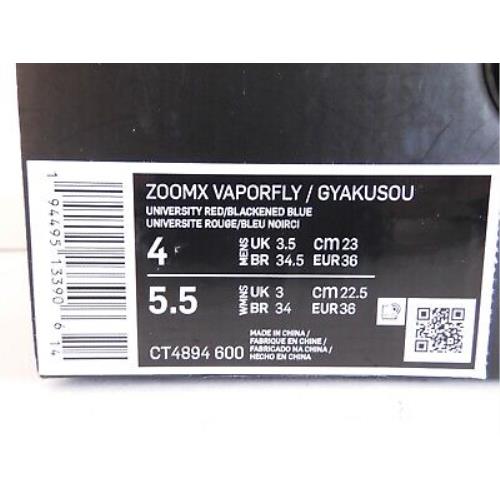 ZOOMX VAPORFLY / GYAKUSOU
UNIVERSITY RED/BLACKENED BLUE
UNIVERSITE ROUGE/BLEU NOIRCI
4 MENS UK 3.5 CM 23
BR 34.5 EUR 36
5.5 WMNS UK 3 CM 22.5
BR 34 EUR 36
CT4894 600
MADE IN CHINA /
FABRIQUE EN CHINE /
FABRICADO NA CHINA /
HECHO EN CHINA
1 94495 13390 6 14